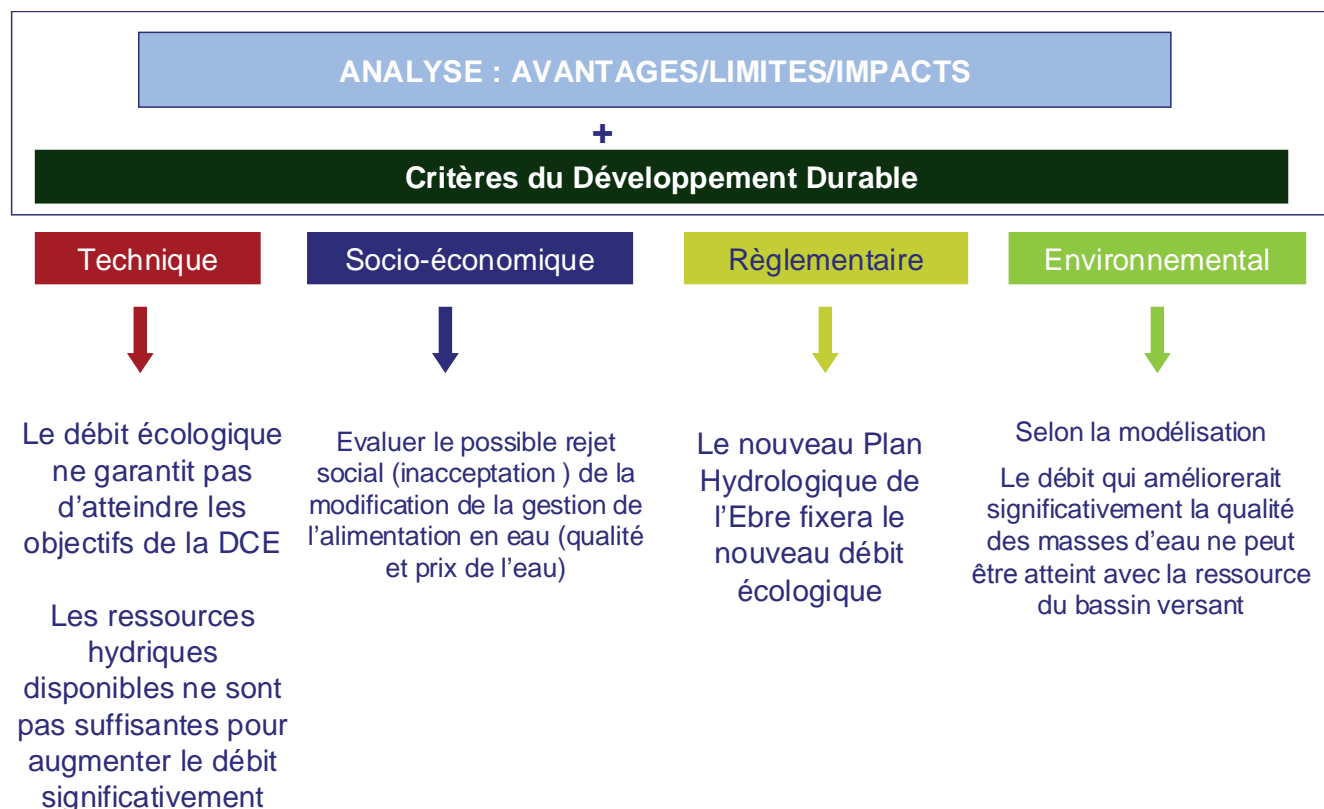 ANALYSE : AVANTAGES/LIMITES/IMPACTS
+
Critères du Développement Durable
Technique
Socio-économique
Règlementaire
Environnemental
Le débit écologique
ne garantit pas
d'atteindre les
objectifs de la DCE
Les ressources
hydriques
disponibles ne sont
pas suffisantes pour
augmenter le débit
significativement
Evaluer le possible rejet
social (inacceptation ) de la
modification de la gestion de
l'alimentation en eau (qualité
et prix de l'eau)
Le nouveau Plan
Hydrologique de
l'Ebre fixera le
nouveau débit
écologique
Selon la modélisation
Le débit qui améliorerait
significativement la qualité
des masses d'eau ne peut
être atteint avec la ressource
du bassin versant